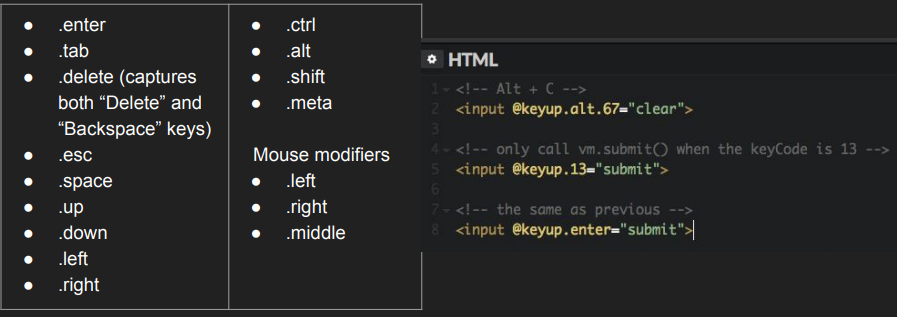 ● .enter
● .tab
● .delete (captures
both “Delete” and
“Backspace” keys)
● .esc
● .space
● .up
● .down
● .left
● .right
● .ctrl
● .alt
● .shift
● .meta
Mouse modifiers
● .left
● .right
● .middle
HTML
1 <!-- Alt + C -->
2 <input @keyup.alt.67="clear">
3
4 <!-- only call vm.submit() when the keyCode is 13 -->
5 <input @keyup.13="submit">
6
7 <!-- the same as previous -->
8 <input @keyup.enter="submit">